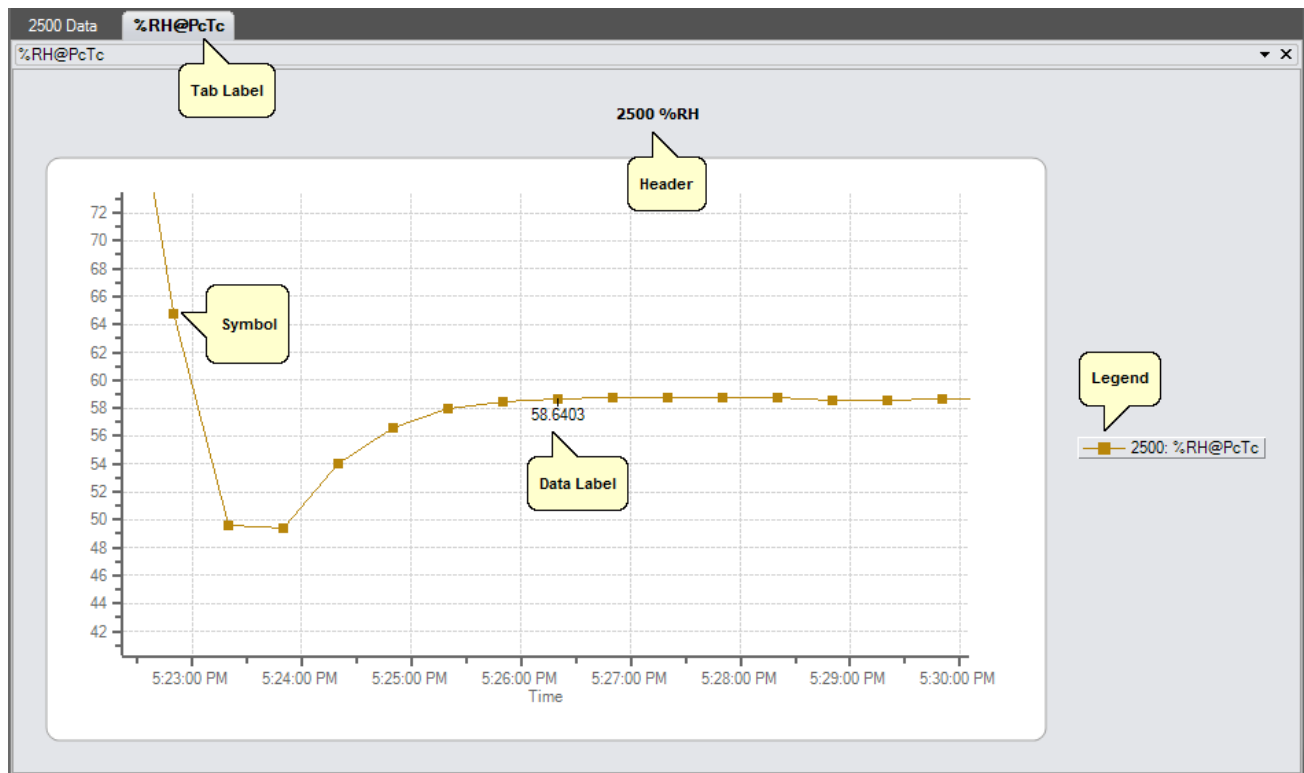 2500 Data %RH@PcTc
%RH@PcTc
Tab Label
2500 %RH
Header
72
70
68
66
64
62
60
58
56
54
52
50
48
46
44
42
Symbol
58.6403
Data Label
Legend
2500: %RH@PcTc
5:23:00 PM 5:24:00 PM 5:25:00 PM 5:26:00 PM 5:27:00 PM 5:28:00 PM 5:29:00 PM 5:30:00 PM
Time